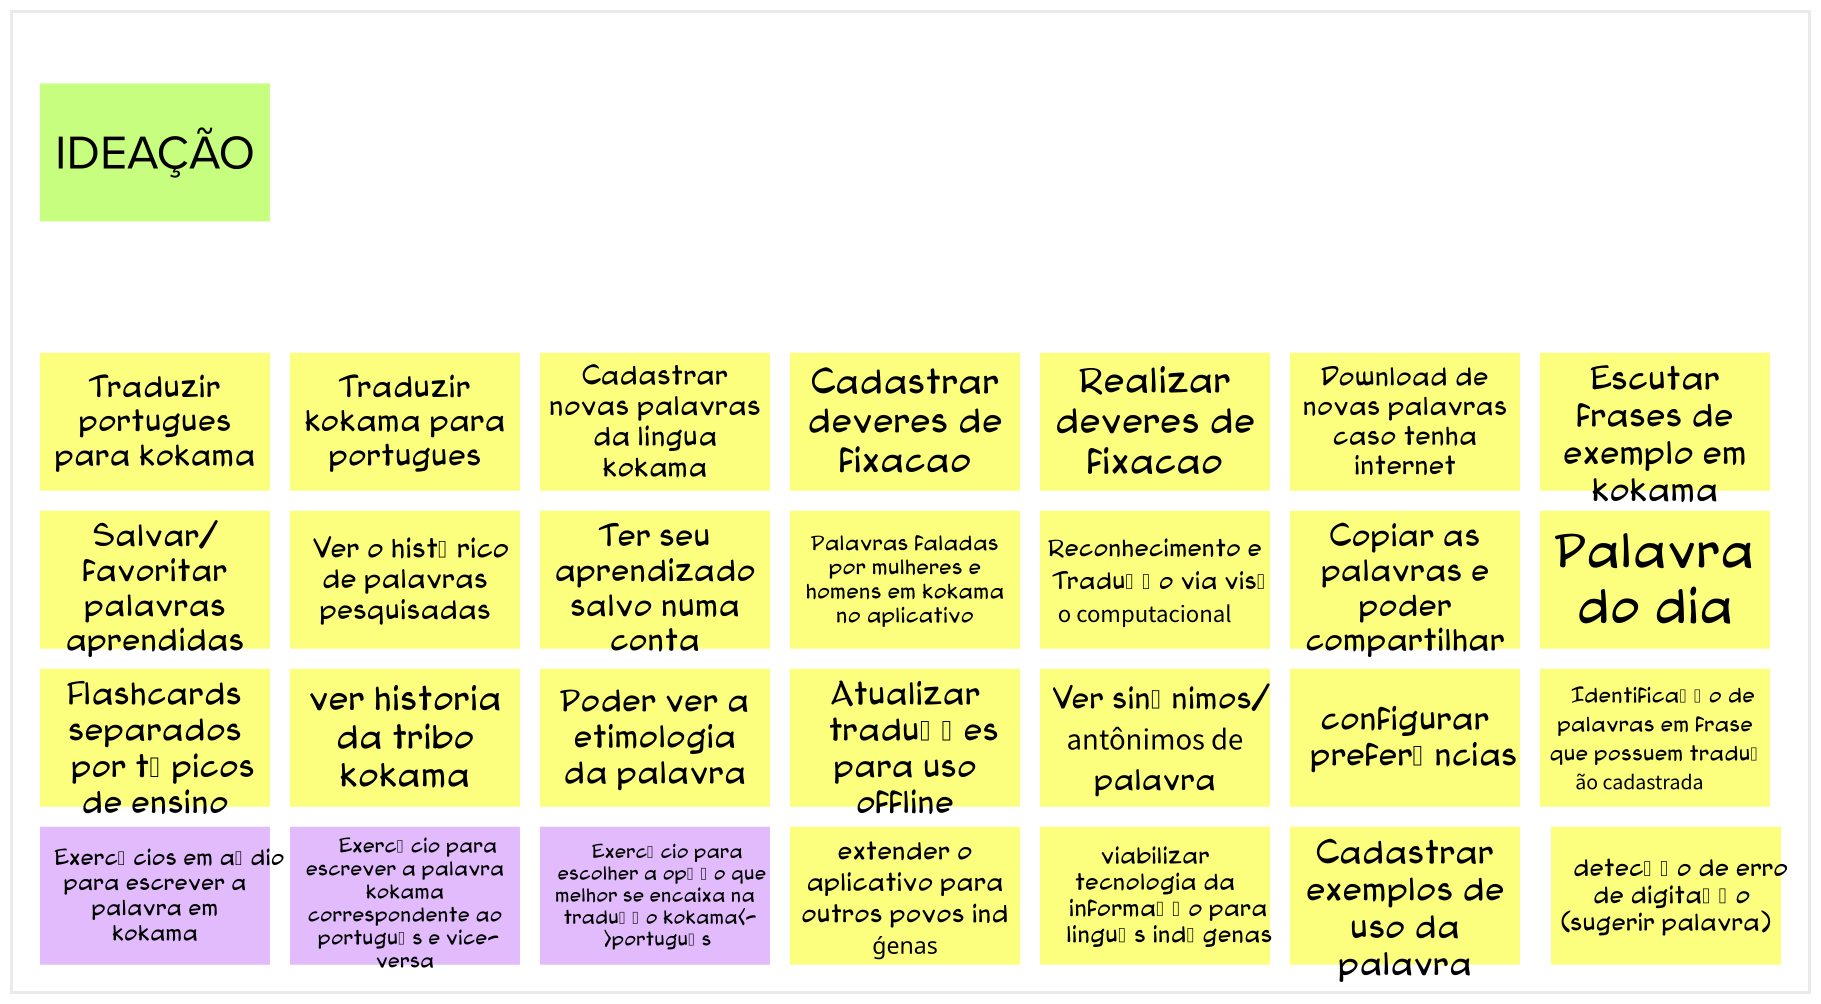 IDEAÇÃO
Traduzir
portugues
para kokama
Traduzir
kokama para
portugues
Cadastrar
novas palavras
da lingua
kokama
Cadastrar
deveres de
fixacao
Realizar
deveres de
fixacao
Download de
novas palavras
caso tenha
internet
Escutar
frases de
exemplo em
kokama
Salvar/
favoritar
palavras
aprendidas
Ver o hist▯ rico
de palavras
pesquisadas
Ter seu
aprendizado
salvo numa
conta
Palavras faladas
por mulheres e
homens em kokama
no aplicativo
Reconhecimento e
Tradu▯ ▯ o via vis▯
o computacional
Copiar as
palavras e
poder
compartilhar
Palavra
do dia
Flashcards
separados
por t▯ picos
de ensino
ver historia
da tribo
kokama
Poder ver a
etimologia
da palavra
Atualizar
tradu▯ ▯ es
para uso
offline
Ver sin▯ nimos/
antônimos de
palavra
configurar
prefer▯ ncias
Identifica▯ ▯ o de
palavras em frase
que possuem tradu▯
ão cadastrada
Exerc▯ cios em a▯ dio
para escrever a
palavra em
kokama
Exerc▯ cio para
escrever a palavra
kokama
correspondente ao
portugu▯ s e vice-
versa
Exerc▯ cio para
escolher a op▯ ▯ o que
melhor se encaixa na
tradu▯ ▯ o kokama<-
>portugu▯ s
extender o
aplicativo para
outros povos ind
ǵenas
viabilizar
tecnologia da
informa▯ ▯ o para
lingu▯ s ind▯ genas
Cadastrar
exemplos de
uso da
palavra
detec▯ ▯ o de erro
de digita▯ ▯ o
(sugerir palavra)